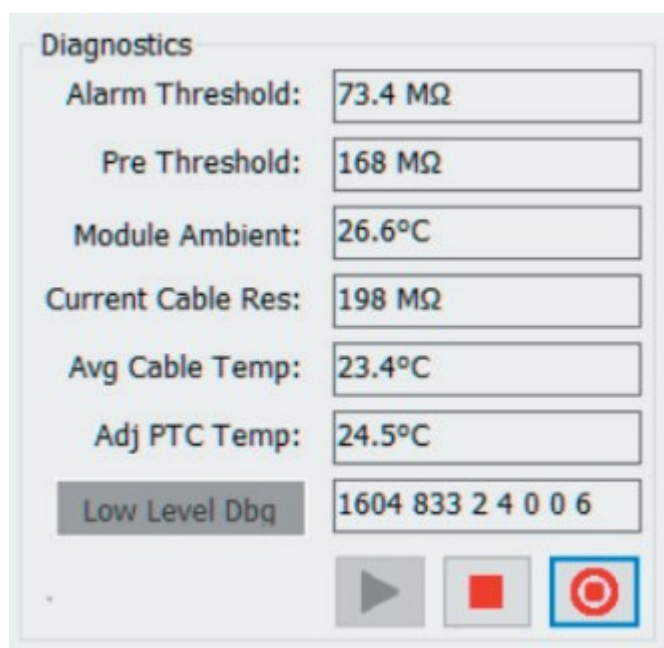 Diagnostics
Alarm Threshold: 73.4 MΩ
Pre Threshold: 168 MΩ
Module Ambient: 26.6°C
Current Cable Res: 198 MΩ
Avg Cable Temp: 23.4°C
Adj PTC Temp: 24.5°C
Low Level Dbg 1604 833 2 4 0 0 6